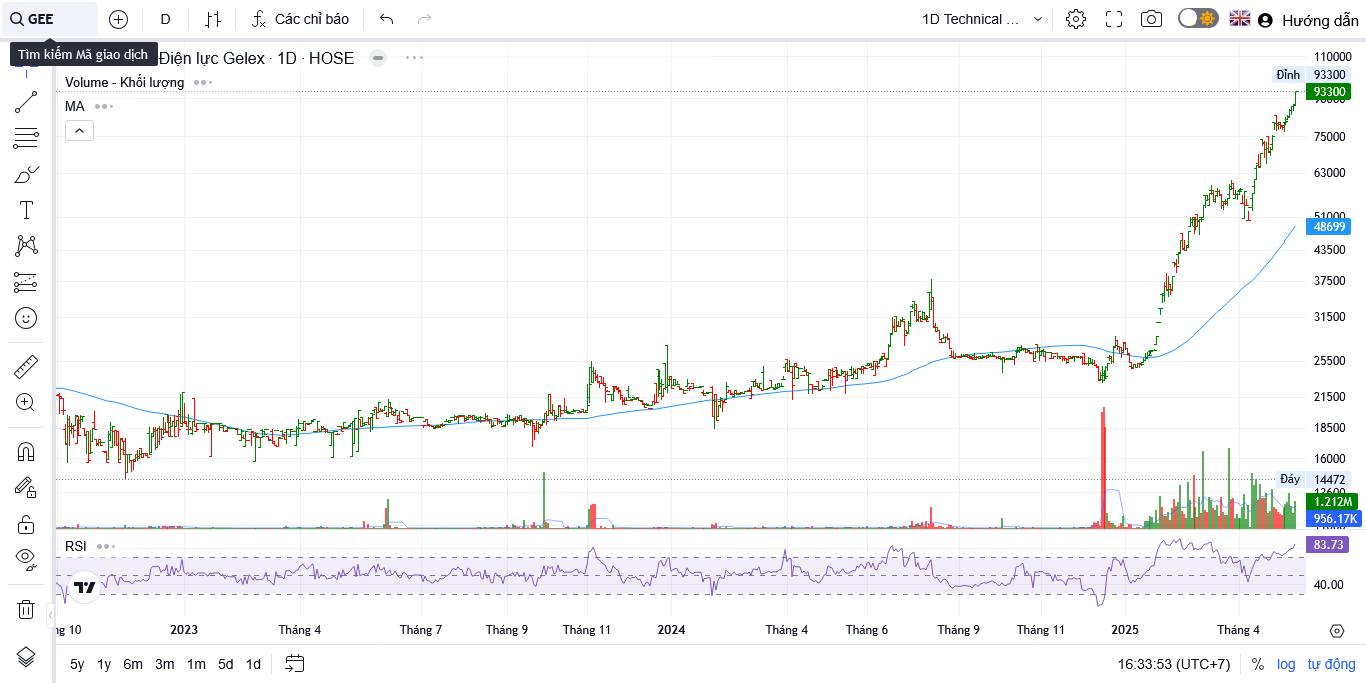 GEE
D
Các chỉ báo
1D Technical ...
Hướng dẫn
Tìm kiếm Mã giao dịch
Điện lực Gelex · 1D · HOSE
Volume - Khối lượng
MA
110000
Đỉnh 93300
93300
75000
63000
51000
48699
43500
37500
31500
25500
21500
18500
16000
Đáy 14472
12600
1.212M
956.17K
RSI
83.73
40.00
ng 10
2023
Tháng 4
Tháng 7
Tháng 9
Tháng 11
2024
Tháng 4
Tháng 6
Tháng 9
Tháng 11
2025
Tháng 4
5y 1y 6m 3m 1m 5d 1d
16:33:53 (UTC+7)
%
log
tự động